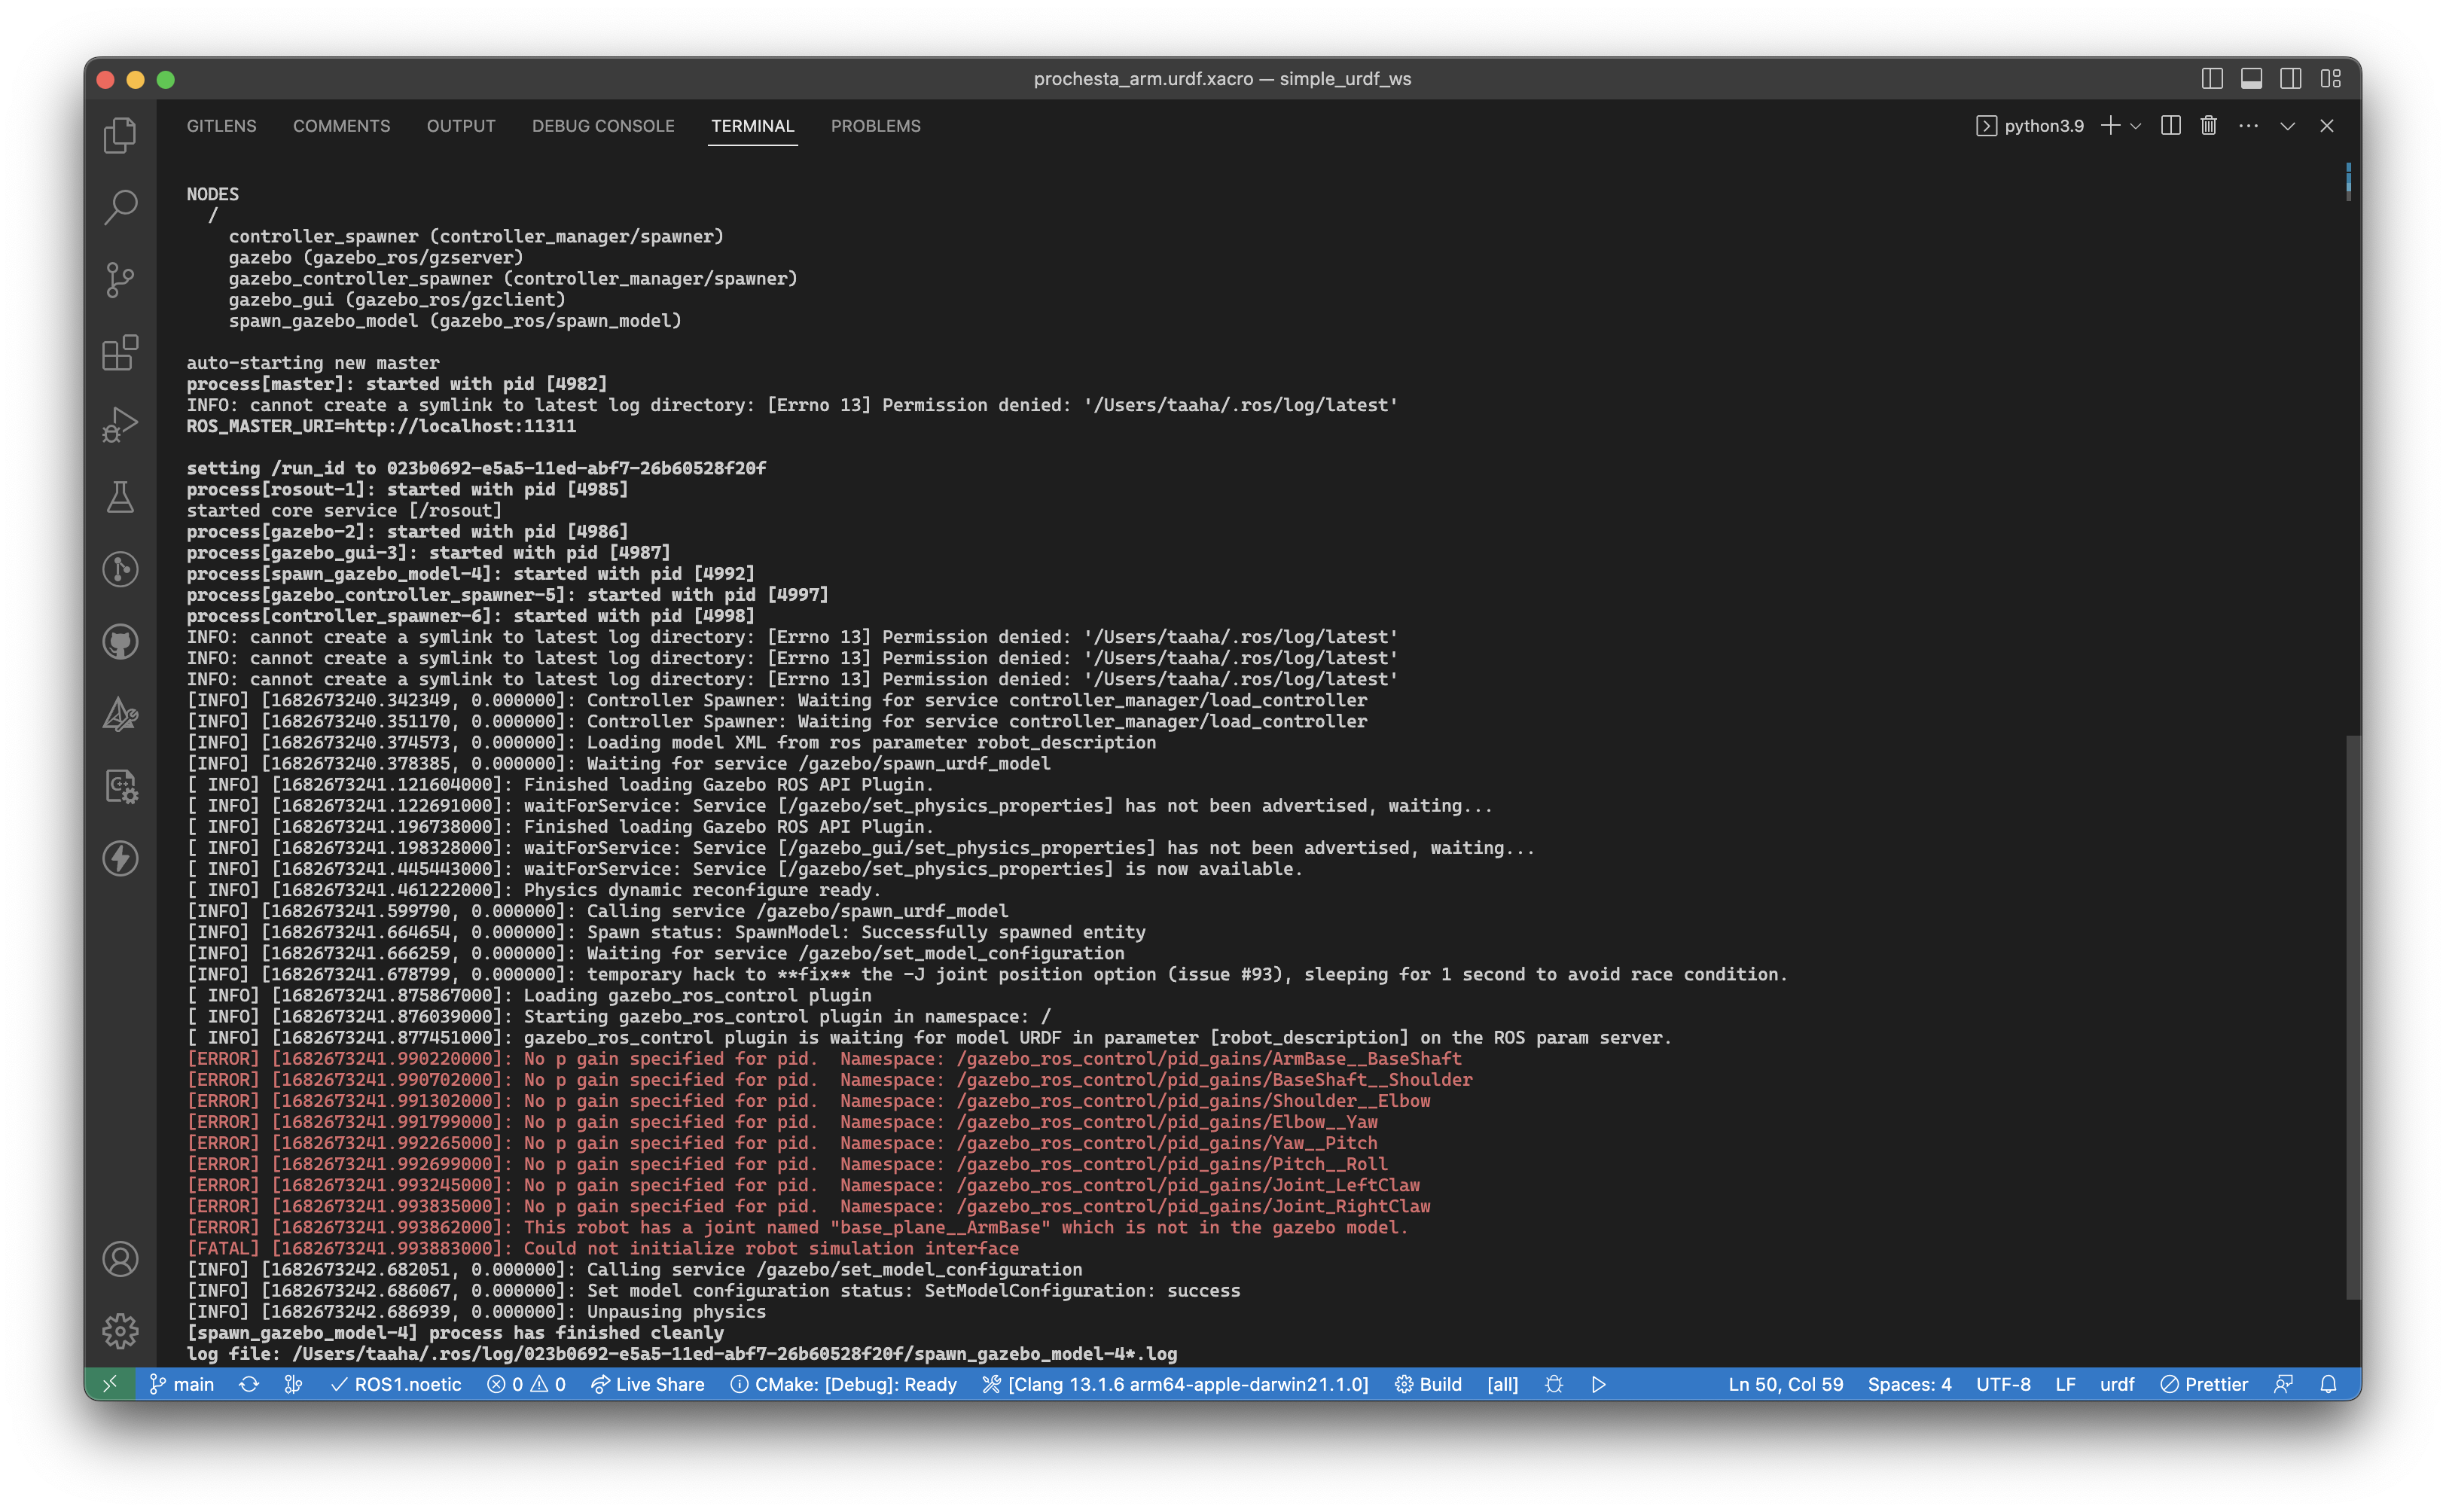 prochesta_arm.urdf.xacro — simple_urdf_ws
GITLENS COMMENTS OUTPUT DEBUG CONSOLE TERMINAL PROBLEMS python3.9
NODES
/
controller_spawner (controller_manager/spawner)
gazebo (gazebo_ros/gzserver)
gazebo_controller_spawner (controller_manager/spawner)
gazebo_gui (gazebo_ros/gzclient)
spawn_gazebo_model (gazebo_ros/spawn_model)
auto-starting new master
process[master]: started with pid [4982]
INFO: cannot create a symlink to latest log directory: [Errno 13] Permission denied: '/Users/taaha/.ros/log/latest'
ROS_MASTER_URI=http://localhost:11311
setting /run_id to 023b0692-e5a5-11ed-abf7-26b60528f20f
process[rosout-1]: started with pid [4985]
started core service [/rosout]
process[gazebo-2]: started with pid [4986]
process[gazebo_gui-3]: started with pid [4987]
process[spawn_gazebo_model-4]: started with pid [4992]
process[gazebo_controller_spawner-5]: started with pid [4997]
process[controller_spawner-6]: started with pid [4998]
INFO: cannot create a symlink to latest log directory: [Errno 13] Permission denied: '/Users/taaha/.ros/log/latest'
INFO: cannot create a symlink to latest log directory: [Errno 13] Permission denied: '/Users/taaha/.ros/log/latest'
INFO: cannot create a symlink to latest log directory: [Errno 13] Permission denied: '/Users/taaha/.ros/log/latest'
[INFO] [1682673240.342349, 0.000000]: Controller Spawner: Waiting for service controller_manager/load_controller
[INFO] [1682673240.351170, 0.000000]: Controller Spawner: Waiting for service controller_manager/load_controller
[INFO] [1682673240.374573, 0.000000]: Loading model XML from ros parameter robot_description
[INFO] [1682673240.378385, 0.000000]: Waiting for service /gazebo/spawn_urdf_model
[ INFO] [1682673241.121604000]: Finished loading Gazebo ROS API Plugin.
[ INFO] [1682673241.122691000]: waitForService: Service [/gazebo/set_physics_properties] has not been advertised, waiting...
[ INFO] [1682673241.196738000]: Finished loading Gazebo ROS API Plugin.
[ INFO] [1682673241.198328000]: waitForService: Service [/gazebo_gui/set_physics_properties] has not been advertised, waiting...
[ INFO] [1682673241.445443000]: waitForService: Service [/gazebo/set_physics_properties] is now available.
[ INFO] [1682673241.461222000]: Physics dynamic reconfigure ready.
[INFO] [1682673241.599790, 0.000000]: Calling service /gazebo/spawn_urdf_model
[INFO] [1682673241.664654, 0.000000]: Spawn status: SpawnModel: Successfully spawned entity
[INFO] [1682673241.666259, 0.000000]: Waiting for service /gazebo/set_model_configuration
[INFO] [1682673241.678799, 0.000000]: temporary hack to **fix** the -J joint position option (issue #93), sleeping for 1 second to avoid race condition.
[ INFO] [1682673241.875867000]: Loading gazebo_ros_control plugin
[ INFO] [1682673241.876039000]: Starting gazebo_ros_control plugin in namespace: /
[ INFO] [1682673241.877451000]: gazebo_ros_control plugin is waiting for model URDF in parameter [robot_description] on the ROS param server.
[ERROR] [1682673241.990220000]: No p gain specified for pid.  Namespace: /gazebo_ros_control/pid_gains/ArmBase__BaseShaft
[ERROR] [1682673241.990702000]: No p gain specified for pid.  Namespace: /gazebo_ros_control/pid_gains/BaseShaft__Shoulder
[ERROR] [1682673241.991302000]: No p gain specified for pid.  Namespace: /gazebo_ros_control/pid_gains/Shoulder__Elbow
[ERROR] [1682673241.991799000]: No p gain specified for pid.  Namespace: /gazebo_ros_control/pid_gains/Elbow__Yaw
[ERROR] [1682673241.992265000]: No p gain specified for pid.  Namespace: /gazebo_ros_control/pid_gains/Yaw__Pitch
[ERROR] [1682673241.992699000]: No p gain specified for pid.  Namespace: /gazebo_ros_control/pid_gains/Pitch__Roll
[ERROR] [1682673241.993245000]: No p gain specified for pid.  Namespace: /gazebo_ros_control/pid_gains/Joint_LeftClaw
[ERROR] [1682673241.993835000]: No p gain specified for pid.  Namespace: /gazebo_ros_control/pid_gains/Joint_RightClaw
[ERROR] [1682673241.993862000]: This robot has a joint named "base_plane__ArmBase" which is not in the gazebo model.
[FATAL] [1682673241.993883000]: Could not initialize robot simulation interface
[INFO] [1682673242.682051, 0.000000]: Calling service /gazebo/set_model_configuration
[INFO] [1682673242.686067, 0.000000]: Set model configuration status: SetModelConfiguration: success
[INFO] [1682673242.686939, 0.000000]: Unpausing physics
[spawn_gazebo_model-4] process has finished cleanly
log file: /Users/taaha/.ros/log/023b0692-e5a5-11ed-abf7-26b60528f20f/spawn_gazebo_model-4*.log
main ROS1.noetic 0 0 Live Share CMake: [Debug]: Ready [Clang 13.1.6 arm64-apple-darwin21.1.0] Build [all] Ln 50, Col 59 Spaces: 4 UTF-8 LF urdf Prettier